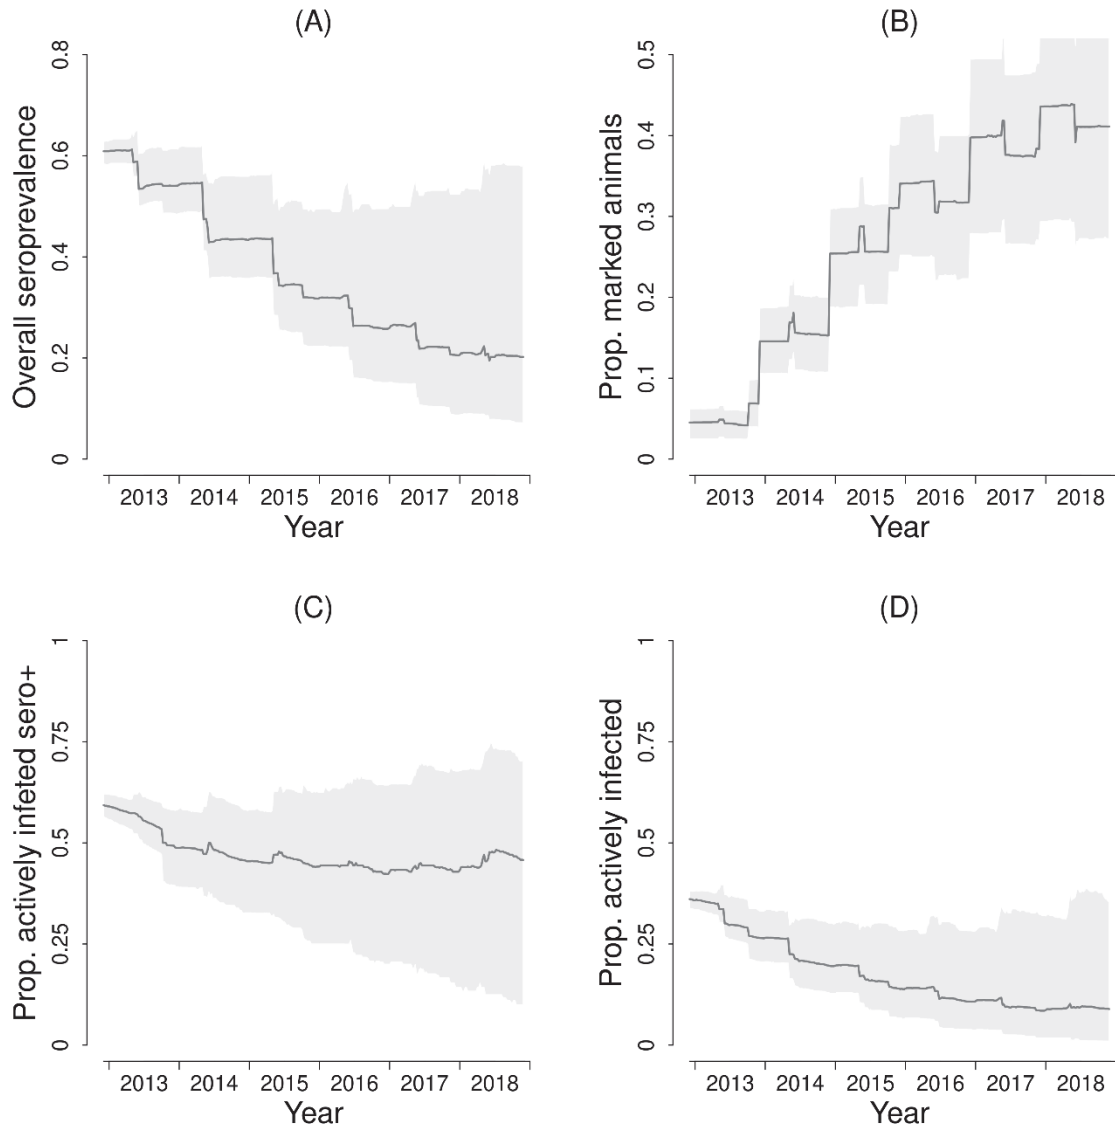 (A)
Overall seroprevalence
0.8
0.6
0.4
0.2
0
2013 2014 2015 2016 2017 2018
Year
(B)
Prop. marked animals
0.5
0.4
0.3
0.2
0.1
0
2013 2014 2015 2016 2017 2018
Year
(C)
Prop. actively infeted sero+
1
0.75
0.5
0.25
0
2013 2014 2015 2016 2017 2018
Year
(D)
Prop. actively infected
1
0.75
0.5
0.25
0
2013 2014 2015 2016 2017 2018
Year